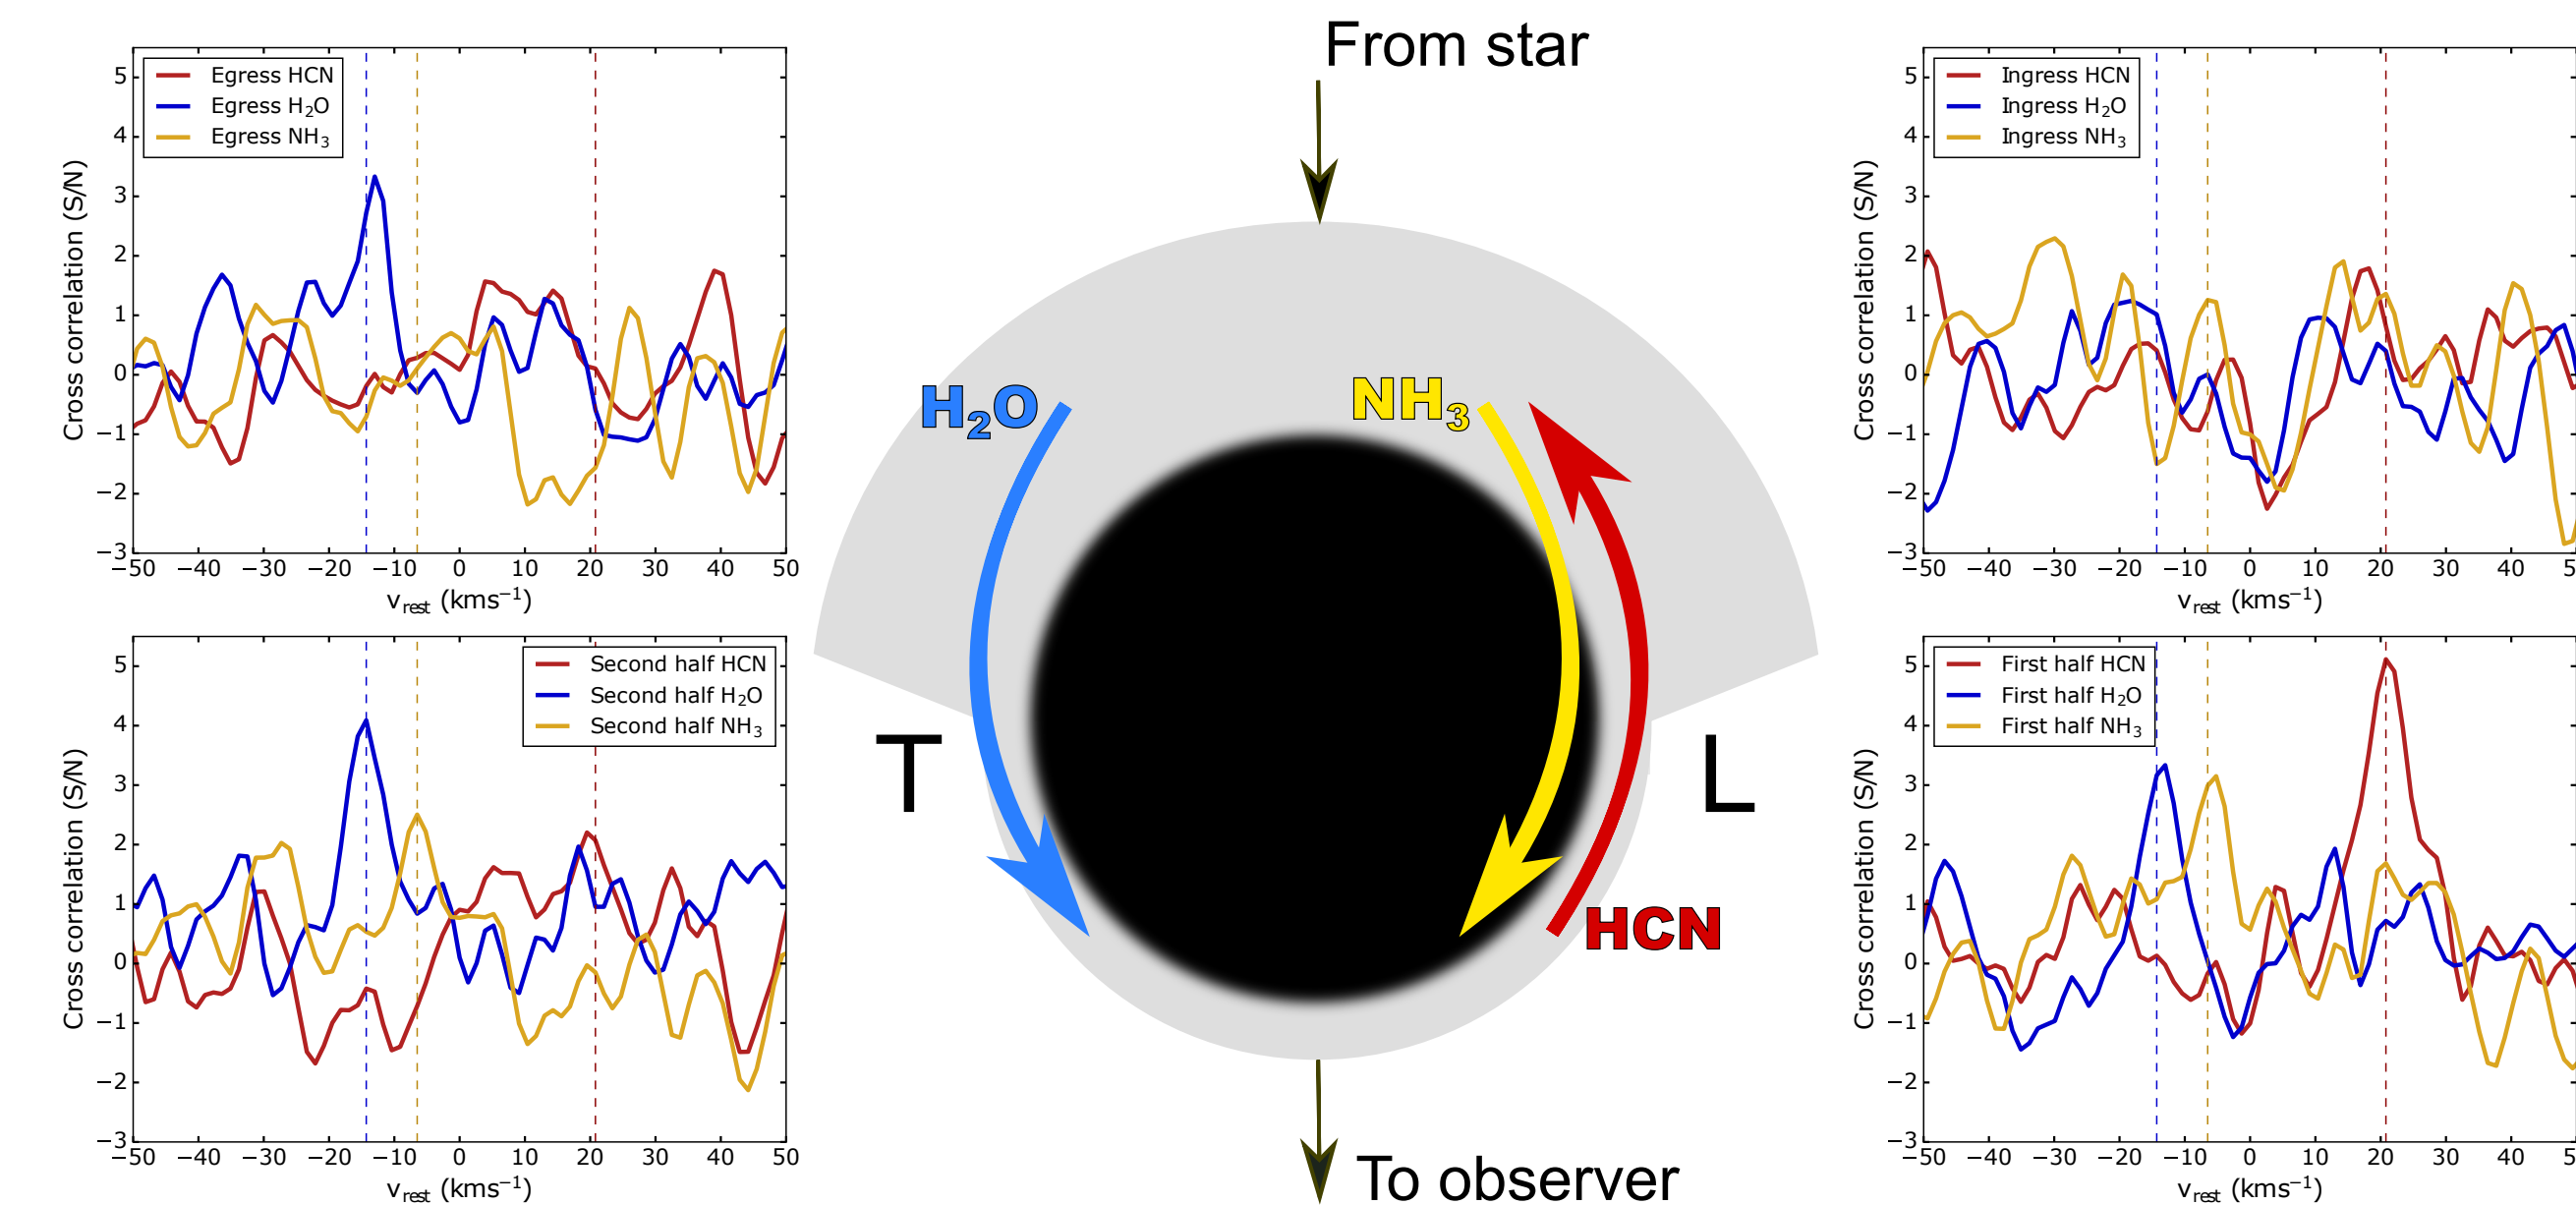 From star
5
4
3
2
1
0
−1
−2
−3
Egress HCN
Egress H₂O
Egress NH₃
Cross correlation (S/N)
−50 −40 −30 −20 −10 0 10 20 30 40 50
v_rest (kms⁻¹)
5
4
3
2
1
0
−1
−2
−3
Second half HCN
Second half H₂O
Second half NH₃
Cross correlation (S/N)
−50 −40 −30 −20 −10 0 10 20 30 40 50
v_rest (kms⁻¹)
H₂O
NH₃
T
L
HCN
To observer
5
4
3
2
1
0
−1
−2
−3
Ingress HCN
Ingress H₂O
Ingress NH₃
Cross correlation (S/N)
−50 −40 −30 −20 −10 0 10 20 30 40 5
v_rest (kms⁻¹)
5
4
3
2
1
0
−1
−2
−3
First half HCN
First half H₂O
First half NH₃
Cross correlation (S/N)
−50 −40 −30 −20 −10 0 10 20 30 40 5
v_rest (kms⁻¹)